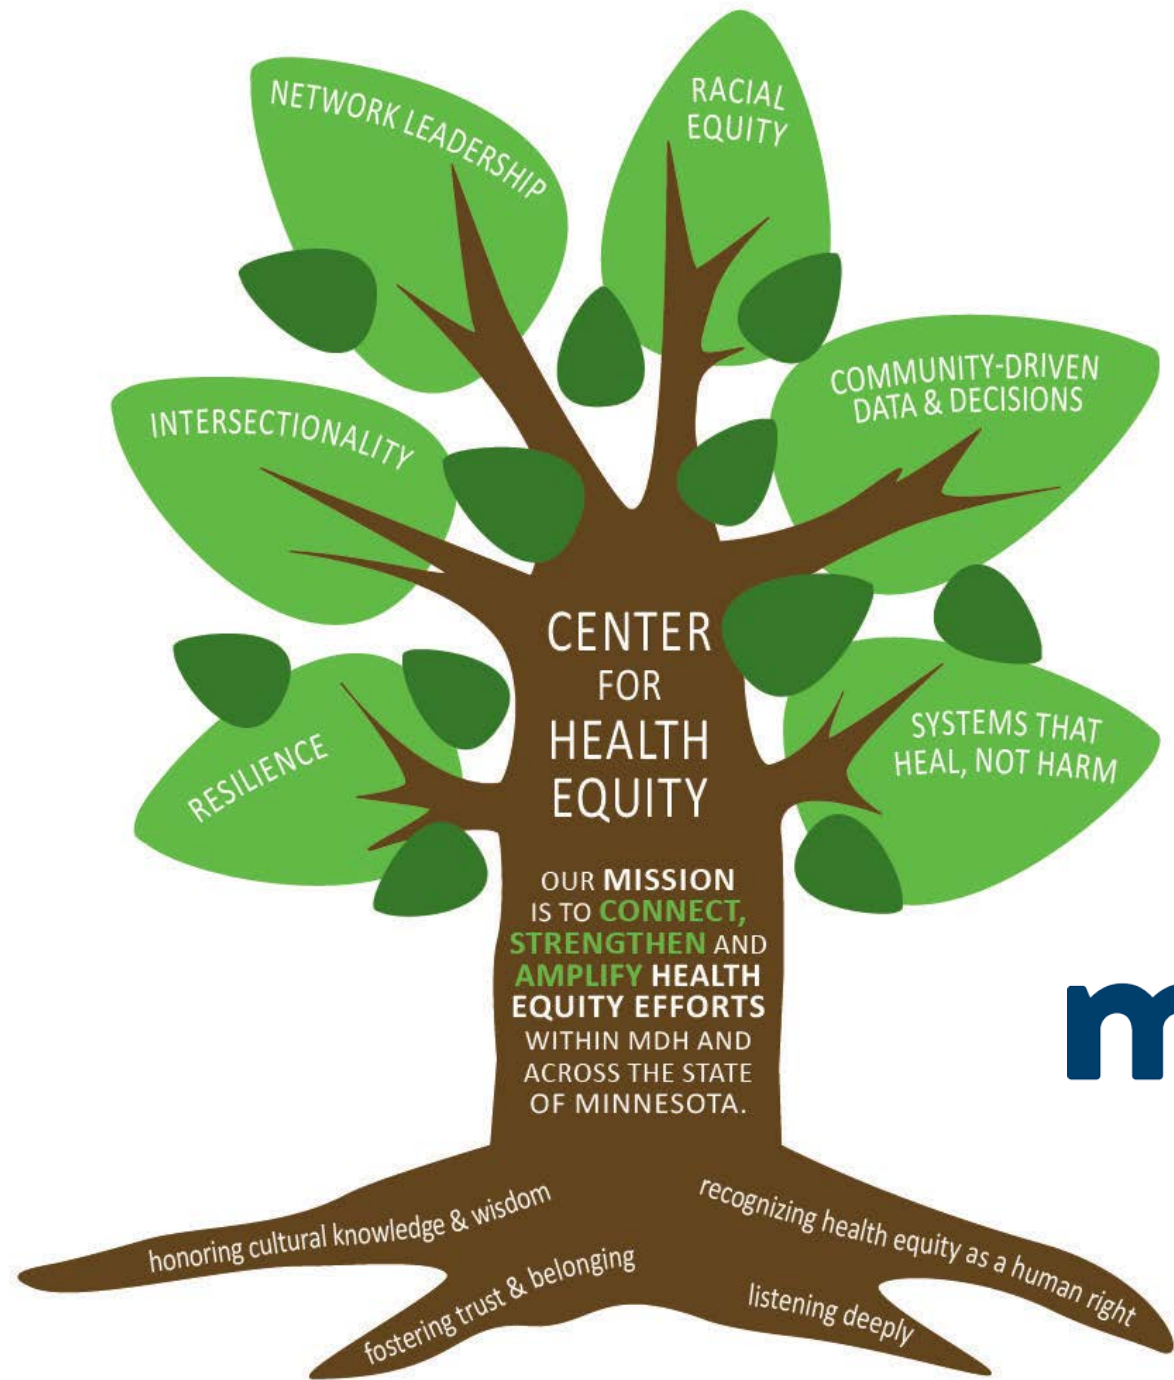 NETWORK LEADERSHIP
RACIAL
EQUITY
INTERSECTIONALITY
COMMUNITY-DRIVEN
DATA & DECISIONS
RESILIENCE
SYSTEMS THAT
HEAL, NOT HARM
CENTER
FOR
HEALTH
EQUITY
OUR MISSION
IS TO CONNECT,
STRENGTHEN AND
AMPLIFY HEALTH
EQUITY EFFORTS
WITHIN MDH AND
ACROSS THE STATE
OF MINNESOTA.
honoring cultural knowledge & wisdom
fostering trust & belonging
recognizing health equity as a human right
listening deeply